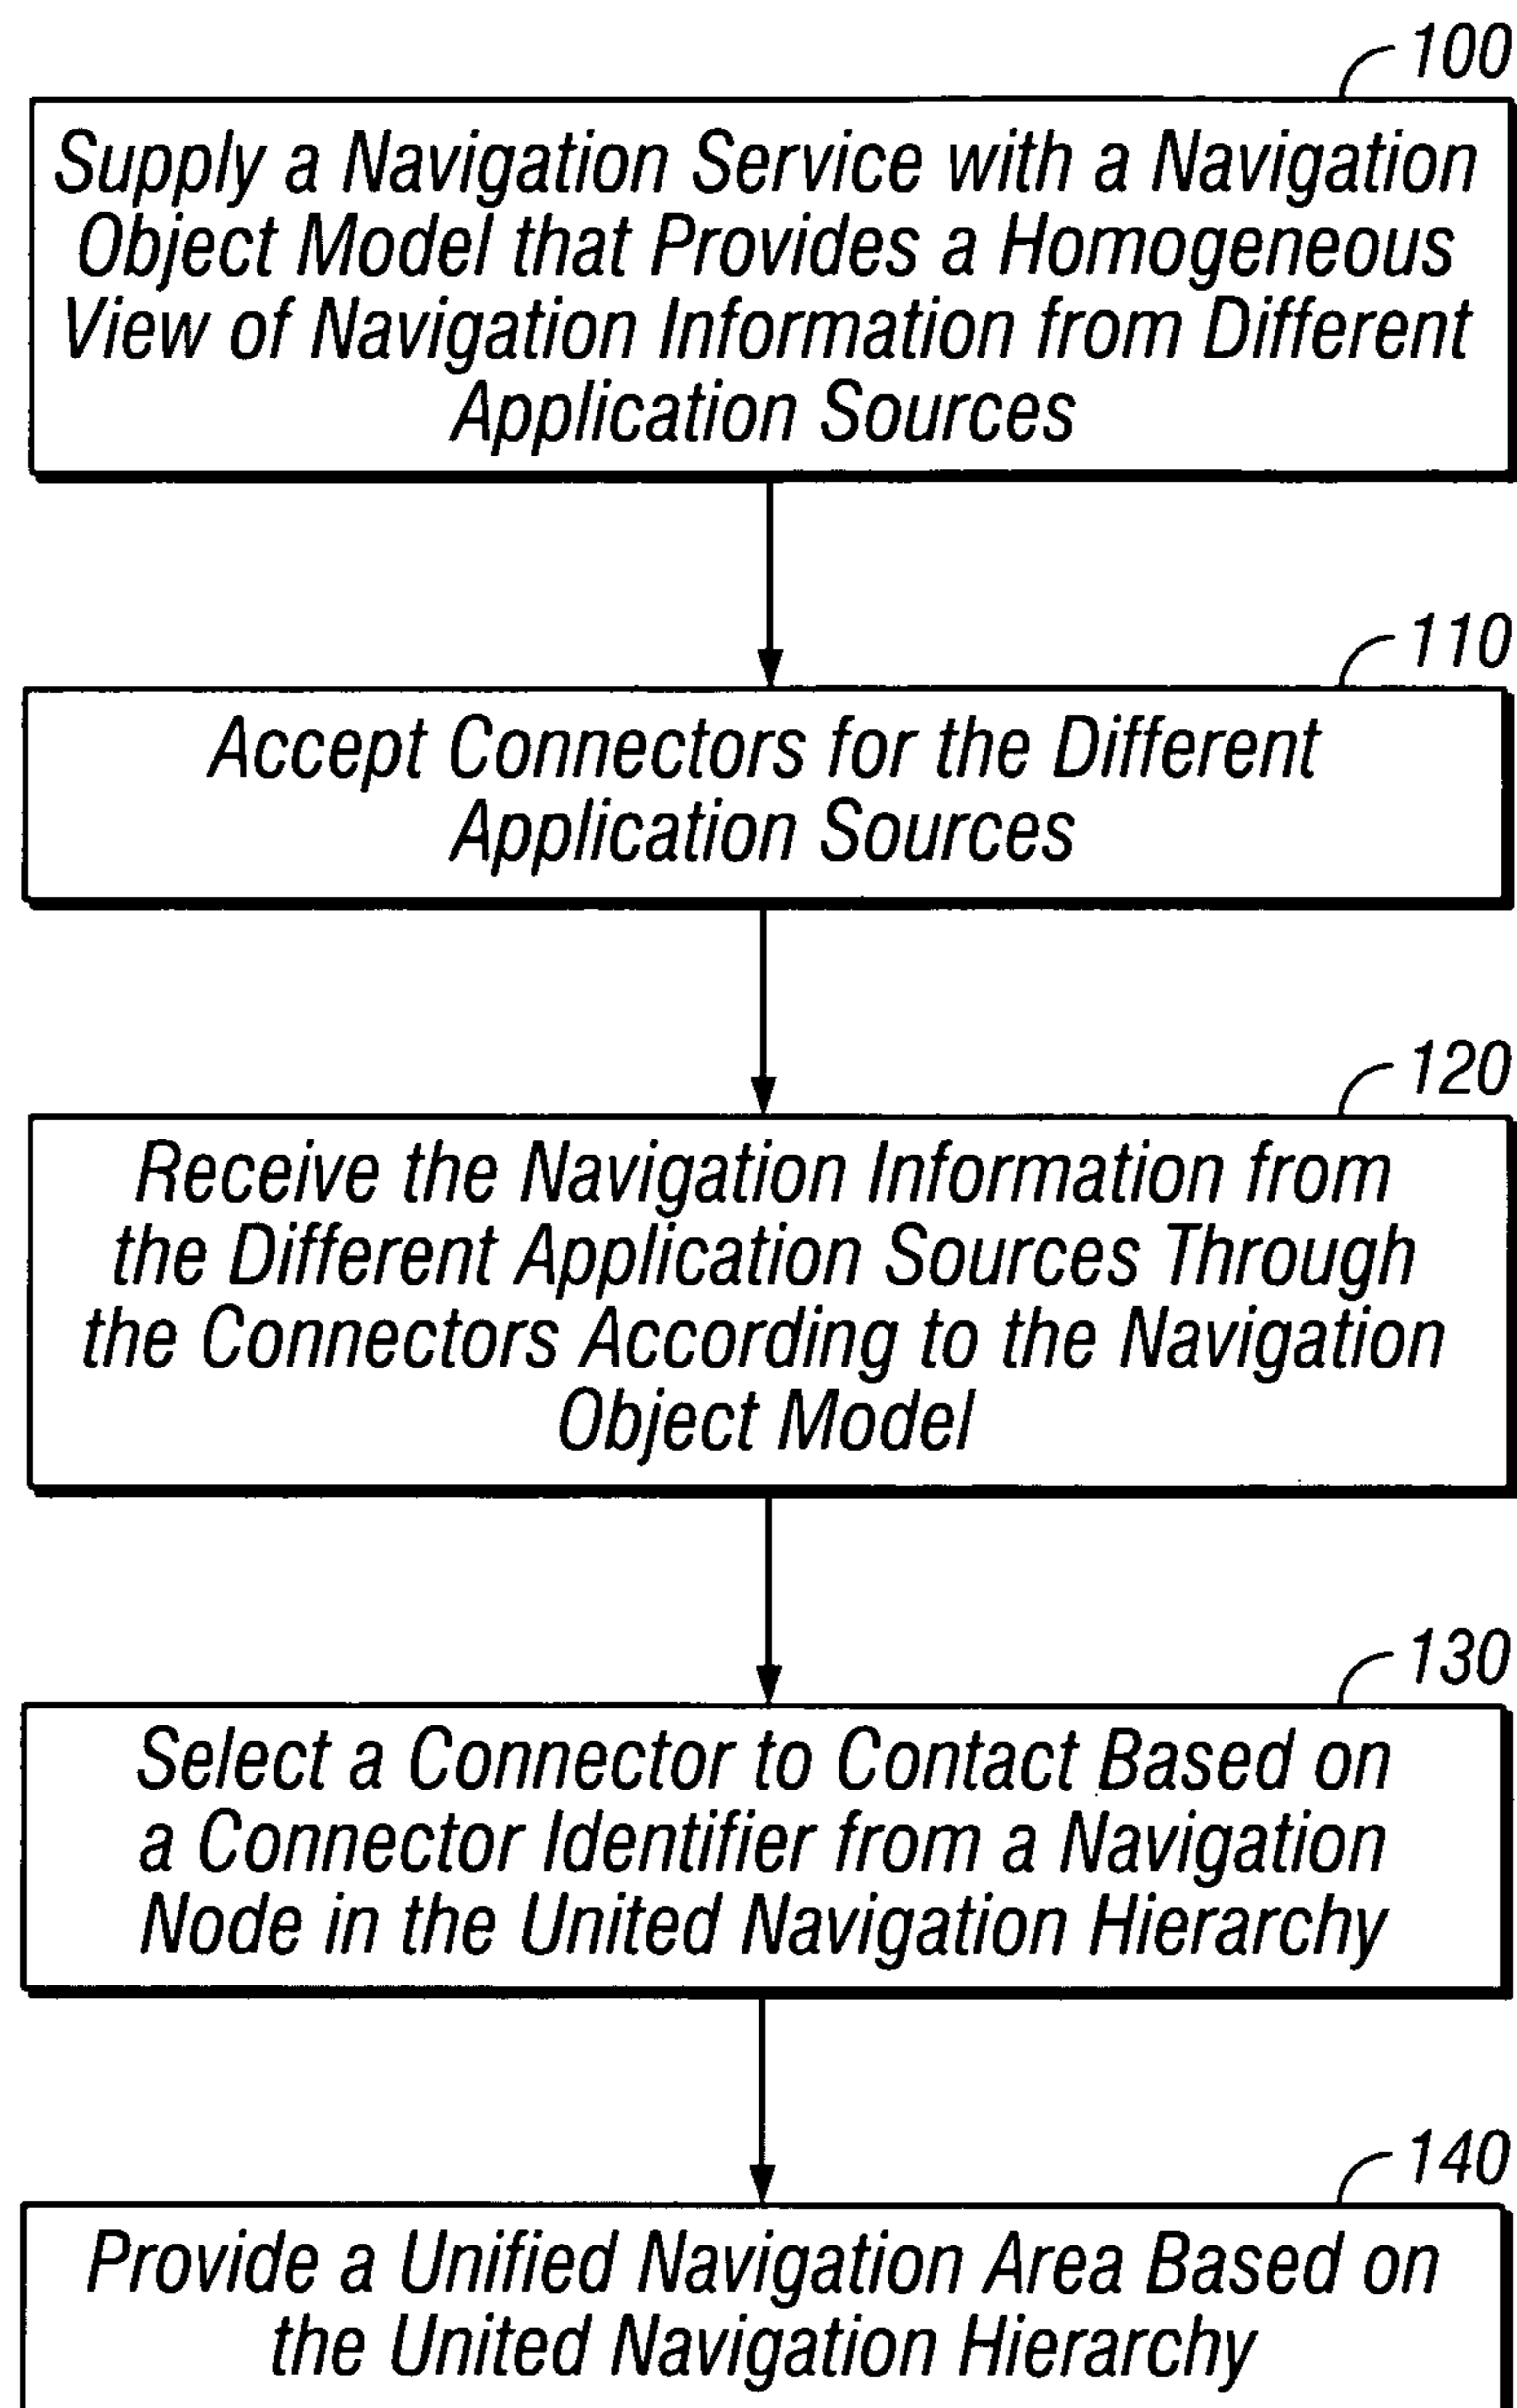 100
Supply a Navigation Service with a Navigation
Object Model that Provides a Homogeneous
View of Navigation Information from Different
Application Sources
110
Accept Connectors for the Different
Application Sources
120
Receive the Navigation Information from
the Different Application Sources Through
the Connectors According to the Navigation
Object Model
130
Select a Connector to Contact Based on
a Connector Identifier from a Navigation
Node in the United Navigation Hierarchy
140
Provide a Unified Navigation Area Based on
the United Navigation Hierarchy